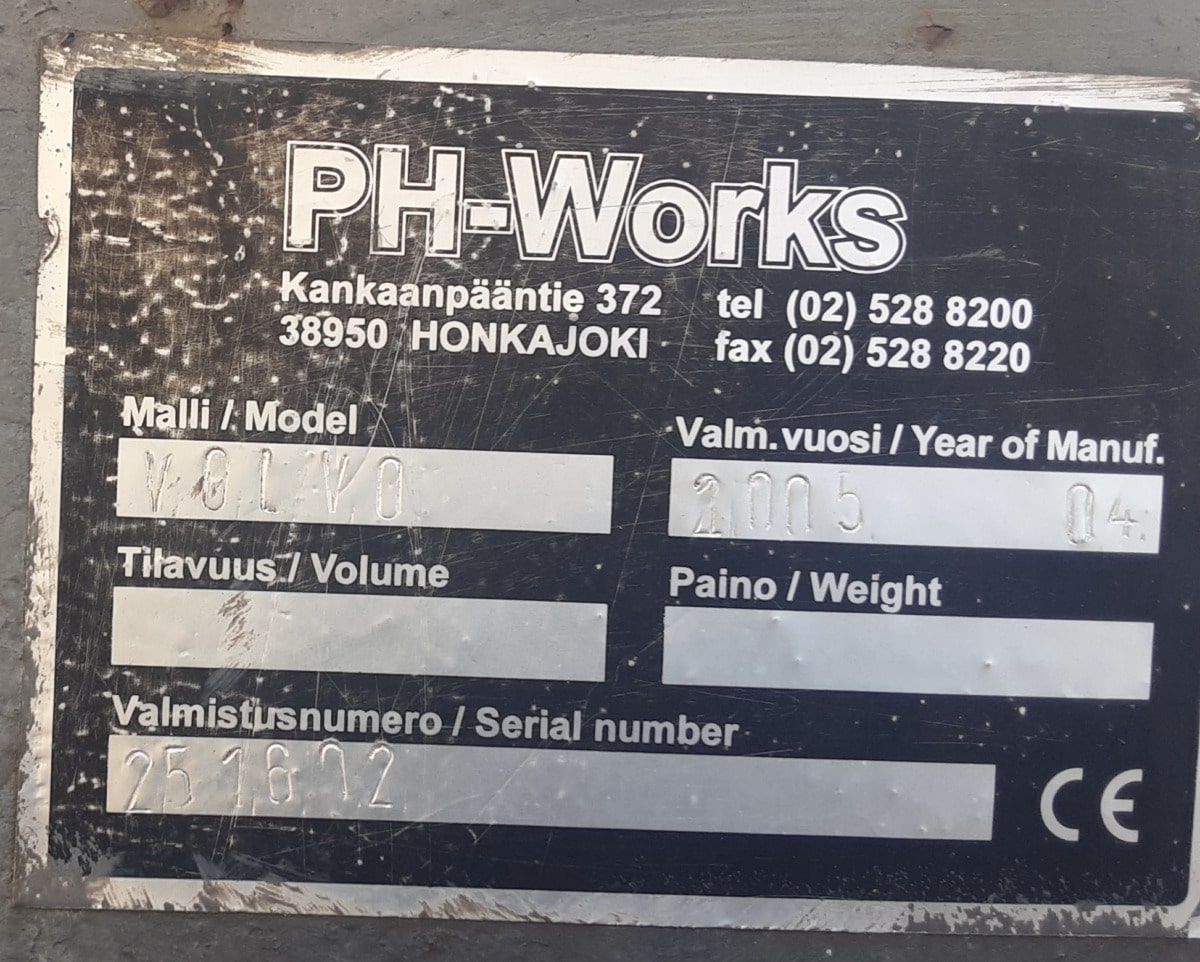 PH-Works
Kankaanpääntie 372 tel (02) 528 8200
38950 HONKAJOKI fax (02) 528 8220
Malli / Model Valm.vuosi / Year of Manuf.
VOLVO 2005 04
Tilavuus / Volume Paino / Weight
Valmistusnumero / Serial number
CE